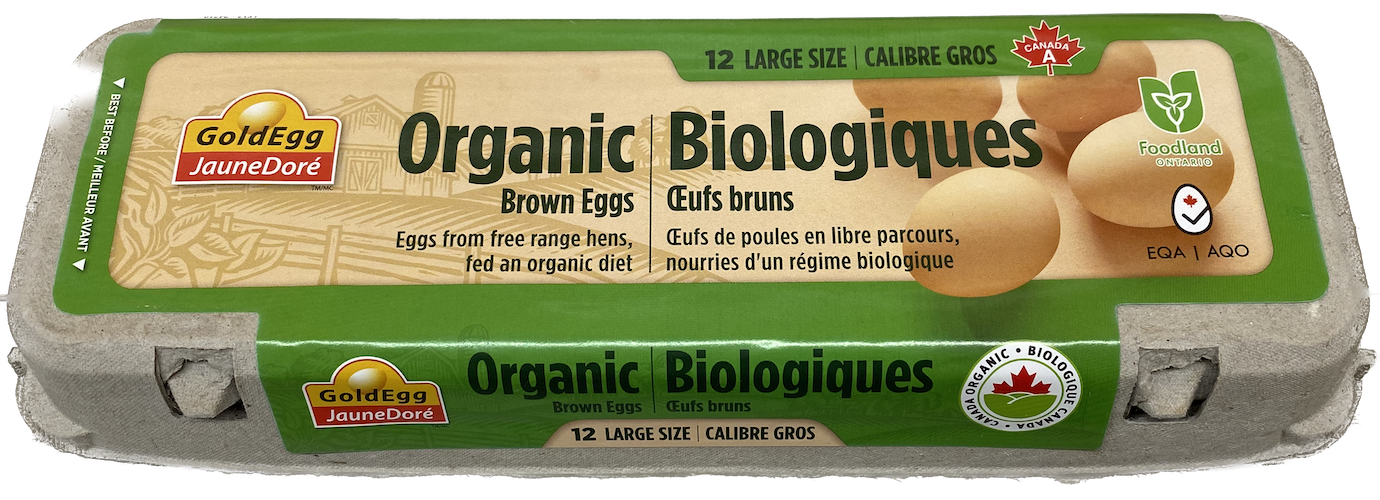 12 LARGE SIZE | CALIBRE GROS
CANADA
A
BEST BEFORE / MEILLEUR AVANT
GoldEgg
JauneDoré
TM/MC
Organic | Biologiques
Brown Eggs | Œufs bruns
Eggs from free range hens, | Œufs de poules en libre parcours,
fed an organic diet | nourries d'un régime biologique
Foodland
ONTARIO
EQA | AQO
GoldEgg
JauneDoré
Organic | Biologiques
Brown Eggs | Œufs bruns
12 LARGE SIZE | CALIBRE GROS
CANADA ORGANIC • BIOLOGIQUE CANADA •